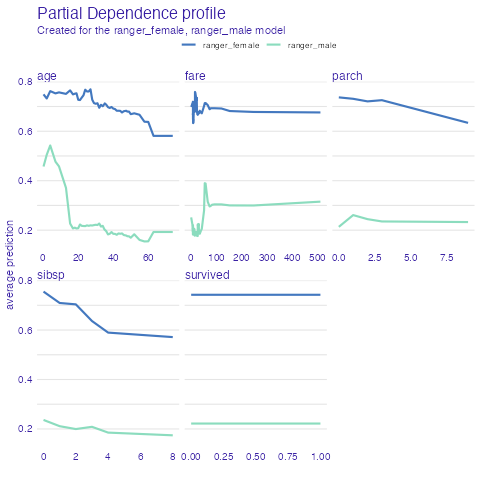 Partial Dependence profile
Created for the ranger_female, ranger_male model
ranger_female ranger_male
age fare parch
0.8
0.6
0.4
0.2
0 20 40 60
0 100 200 300 400 500
0.0 2.5 5.0 7.5
average prediction
sibsp survived
0.8
0.6
0.4
0.2
0 2 4 6 8
0.00 0.25 0.50 0.75 1.00